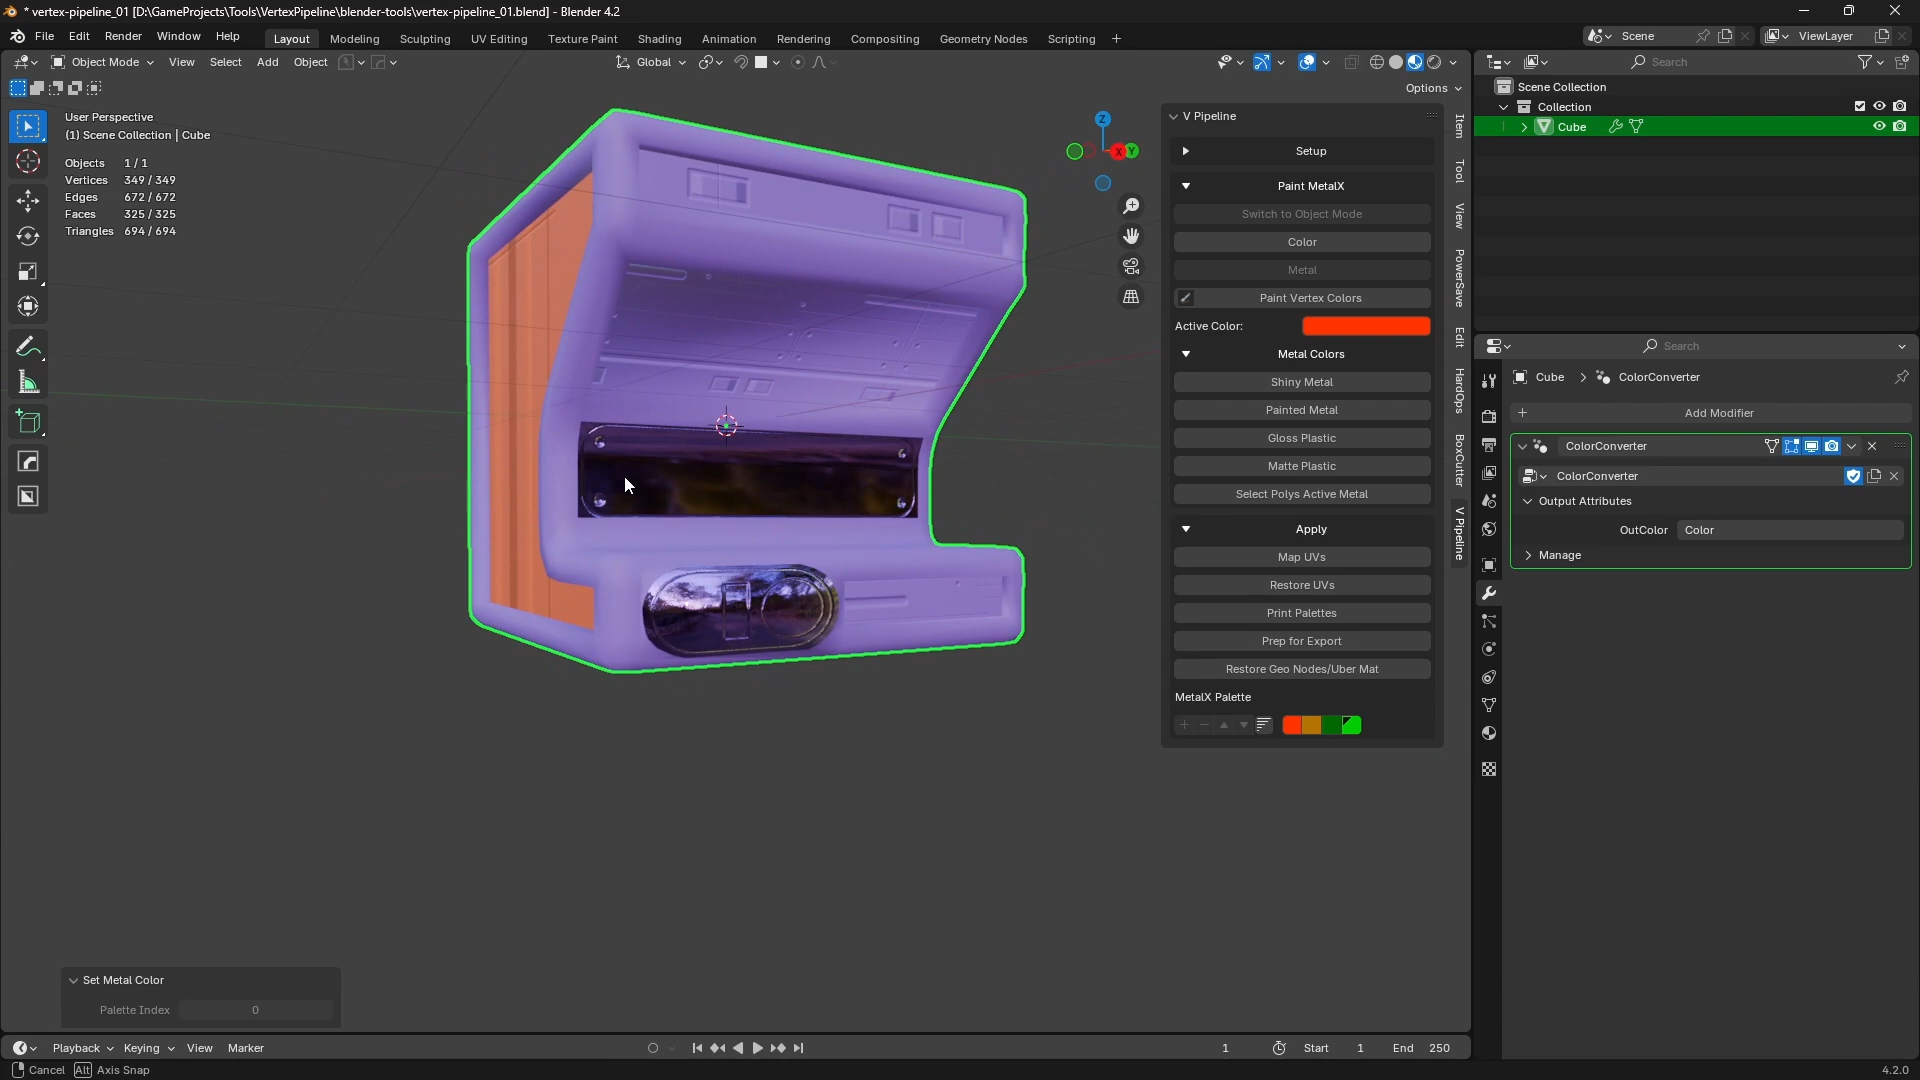 * vertex-pipeline_01 [D:\GameProjects\Tools\VertexPipeline\blender-tools\vertex-pipeline_01.blend] - Blender 4.2
File Edit Render Window Help Layout Modeling Sculpting UV Editing Texture Paint Shading Animation Rendering Compositing Geometry Nodes Scripting + Scene ViewLayer
Object Mode View Select Add Object Global Search
Options
User Perspective
(1) Scene Collection | Cube
Objects 1/1
Vertices 349/349
Edges 672/672
Faces 325/325
Triangles 694/694
Z
X
Y
V Pipeline
Setup
Paint MetalX
Switch to Object Mode
Color
Metal
Paint Vertex Colors
Active Color:
Metal Colors
Shiny Metal
Painted Metal
Gloss Plastic
Matte Plastic
Select Polys Active Metal
Apply
Map UVs
Restore UVs
Print Palettes
Prep for Export
Restore Geo Nodes/Uber Mat
MetalX Palette
Item
Tool
View
PowerSave
Edit
HardOps
BoxCutter
V Pipeline
Scene Collection
Collection
Cube
Search
Cube > ColorConverter
+ Add Modifier
ColorConverter
ColorConverter
Output Attributes
OutColor Color
Manage
Set Metal Color
Palette Index 0
Playback Keying View Marker 1 Start 1 End 250
Cancel Alt Axis Snap 4.2.0